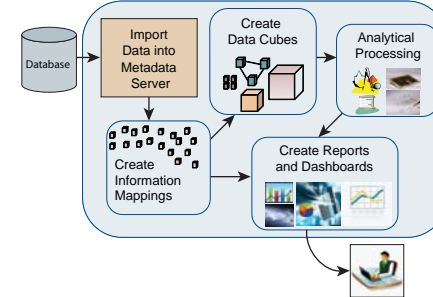 Database
Import
Data into
Metadata
Server
Create
Data Cubes
Analytical
Processing
Create
Information
Mappings
Create Reports
and Dashboards